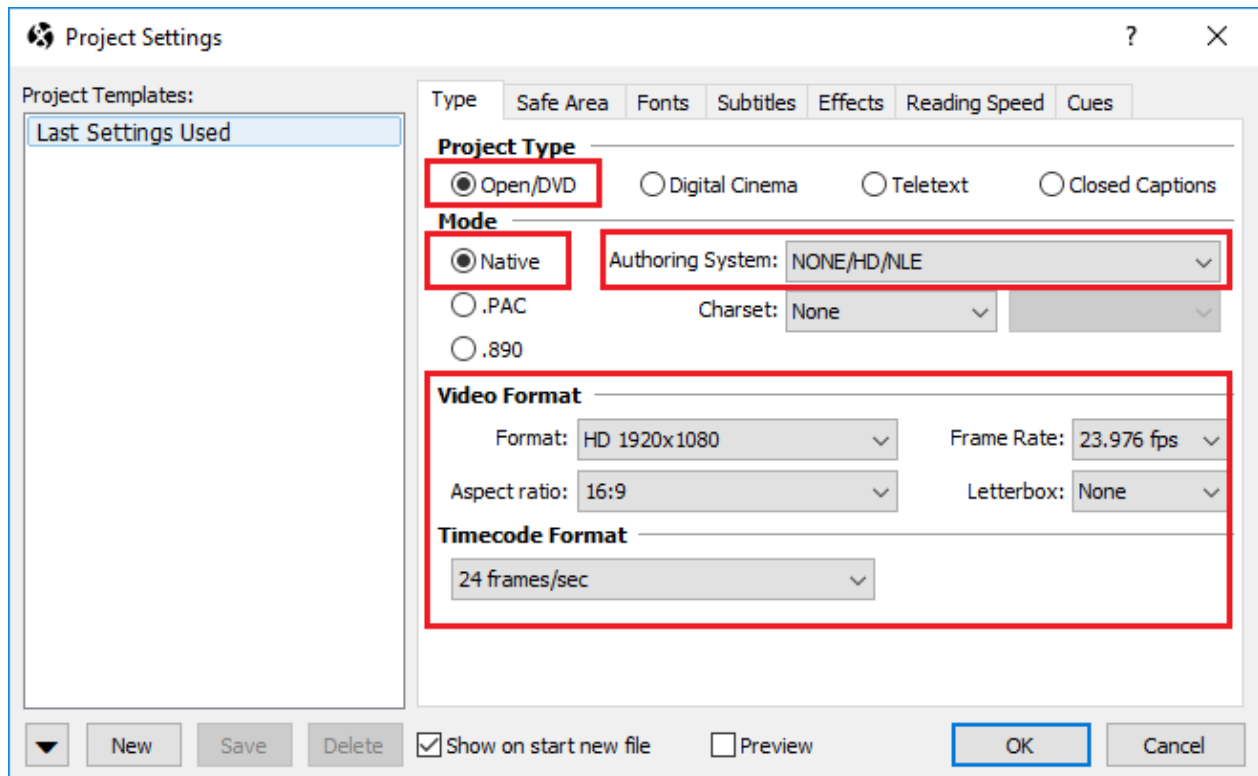 Project Settings
?
Project Templates:
Last Settings Used
Type Safe Area Fonts Subtitles Effects Reading Speed Cues
Project Type
Open/DVD Digital Cinema Teletext Closed Captions
Mode
Native Authoring System: NONE/HD/NLE
.PAC Charset: None
.890
Video Format
Format: HD 1920x1080 Frame Rate: 23.976 fps
Aspect ratio: 16:9 Letterbox: None
Timecode Format
24 frames/sec
New Save Delete Show on start new file Preview OK Cancel